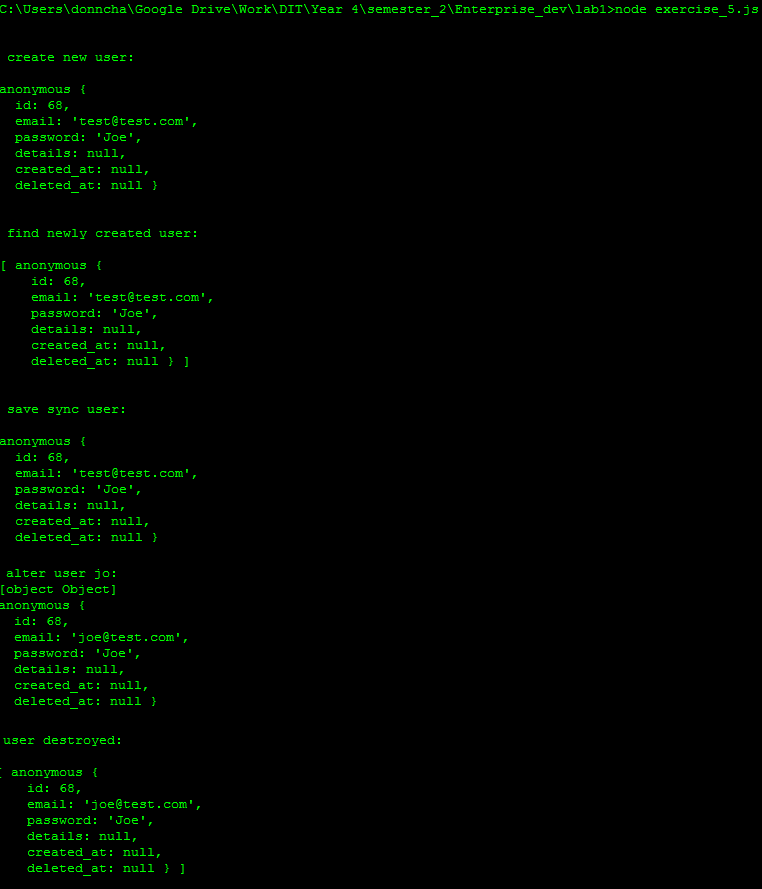 C:\Users\donncha\Google Drive\Work\DIT\Year 4\semester_2\Enterprise_dev\lab1>node exercise_5.js
create new user:
anonymous {
id: 68,
email: 'test@test.com',
password: 'Joe',
details: null,
created_at: null,
deleted_at: null }
find newly created user:
[ anonymous {
id: 68,
email: 'test@test.com',
password: 'Joe',
details: null,
created_at: null,
deleted_at: null } ]
save sync user:
anonymous {
id: 68,
email: 'test@test.com',
password: 'Joe',
details: null,
created_at: null,
deleted_at: null }
alter user jo:
[object Object]
anonymous {
id: 68,
email: 'joe@test.com',
password: 'Joe',
details: null,
created_at: null,
deleted_at: null }
user destroyed:
[ anonymous {
id: 68,
email: 'joe@test.com',
password: 'Joe',
details: null,
created_at: null,
deleted_at: null } ]